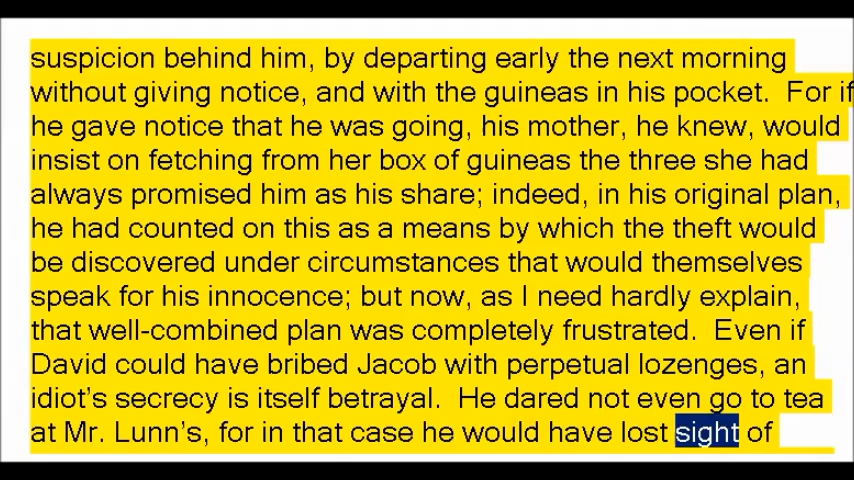 suspicion behind him, by departing early the next morning
without giving notice, and with the guineas in his pocket.  For if
he gave notice that he was going, his mother, he knew, would
insist on fetching from her box of guineas the three she had
always promised him as his share; indeed, in his original plan,
he had counted on this as a means by which the theft would
be discovered under circumstances that would themselves
speak for his innocence; but now, as I need hardly explain,
that well-combined plan was completely frustrated.  Even if
David could have bribed Jacob with perpetual lozenges, an
idiot’s secrecy is itself betrayal.  He dared not even go to tea
at Mr. Lunn’s, for in that case he would have lost sight of